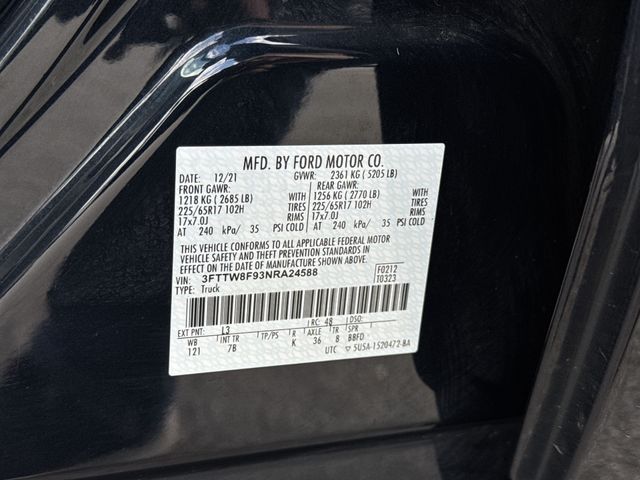 MFD. BY FORD MOTOR CO.
DATE: 12/21 GVWR: 2361 KG ( 5205 LB)
FRONT GAWR: REAR GAWR:
1218 KG ( 2685 LB) WITH 1256 KG ( 2770 LB) WITH
225/65R17 102H TIRES 225/65R17 102H TIRES
17x7.0J RIMS 17x7.0J RIMS
AT 240 kPa/ 35 PSI COLD AT 240 kPa/ 35 PSI COLD
THIS VEHICLE CONFORMS TO ALL APPLICABLE FEDERAL MOTOR
VEHICLE SAFETY AND THEFT PREVENTION STANDARDS IN
EFFECT ON THE DATE OF MANUFACTURE SHOWN ABOVE.
VIN: 3FTTW8F93NRA24588 F0212
TYPE: Truck T0323
EXT PNT: L3 RC: 48 DSO:
WB INT TR TP/PS R AXLE TR SPR
121 7B K 36 8 BBFD
UTC ▽ 5U5A-1520472-BA